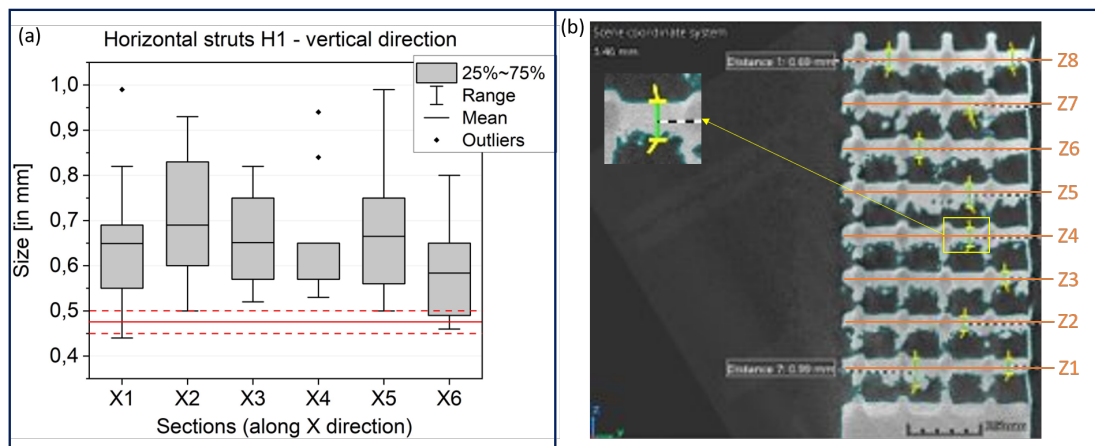 (a)
Horizontal struts H1 - vertical direction
25%~75%
Range
Mean
Outliers
Size [in mm]
1,0
0,9
0,8
0,7
0,6
0,5
0,4
X1 X2 X3 X4 X5 X6
Sections (along X direction)
(b)
Scene coordinate system
1.46 mm
Distance 1: 0.69 mm
Distance 7: 0.99 mm
Z8
Z7
Z6
Z5
Z4
Z3
Z2
Z1